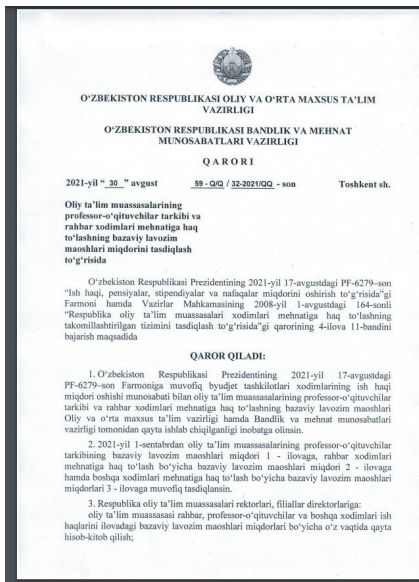 O‘ZBEKISTON RESPUBLIKASI OLIY VA O‘RTA MAXSUS TA’LIM
VAZIRLIGI
O‘ZBEKISTON RESPUBLIKASI BANDLIK VA MEHNAT
MUNOSABATLARI VAZIRLIGI
Q A R O R I
2021-yil “ 30 ” avgust 59 - Q/Q / 32-2021/QQ - son Toshkent sh.
Oliy ta’lim muassasalarining
professor-o‘qituvchilar tarkibi va
rahbar xodimlari mehnatiga haq
to‘lashning bazaviy lavozim
maoshlari miqdorini tasdiqlash
to‘g‘risida
O‘zbekiston Respublikasi Prezidentining 2021-yil 17-avgustdagi PF-6279–son
“Ish haqi, pensiyalar, stipendiyalar va nafaqalar miqdorini oshirish to‘g‘risida”gi
Farmoni hamda Vazirlar Mahkamasining 2008-yil 1-avgustdagi 164-sonli
“Respublika oliy ta’lim muassasalari xodimlari mehnatiga haq to‘lashning
takomillashtirilgan tizimini tasdiqlash to‘g‘risida”gi qarorining 4-ilova 11-bandini
bajarish maqsadida
QAROR QILADI:
1. O‘zbekiston Respublikasi Prezidentining 2021-yil 17-avgustdagi
PF-6279–son Farmoniga muvofiq byudjet tashkilotlari xodimlarining ish haqi
miqdori oshishi munosabati bilan oliy ta’lim muassasalarining professor-o‘qituvchilar
tarkibi va rahbar xodimlari mehnatiga haq to‘lashning bazaviy lavozim maoshlari
Oliy va o‘rta maxsus ta’lim vazirligi hamda Bandlik va mehnat munosabatlari
vazirligi tomonidan qayta ishlab chiqilganligi inobatga olinsin.
2. 2021-yil 1-sentabrdan oliy ta’lim muassasalarining professor-o‘qituvchilar
tarkibining bazaviy lavozim maoshlari miqdori 1 - ilovaga, rahbar xodimlari
mehnatiga haq to‘lash bo‘yicha bazaviy lavozim maoshlari miqdori 2 - ilovaga
hamda boshqa xodimlari mehnatiga haq to‘lash bo‘yicha bazaviy lavozim maoshlari
miqdorlari 3 - ilovaga muvofiq tasdiqlansin.
3. Respublika oliy ta’lim muassasalari rektorlari, filiallar direktorlariga:
oliy ta’lim muassasasi rahbar, professor-o‘qituvchilar va boshqa xodimlari ish
haqlarini ilovadagi bazaviy lavozim maoshlari miqdorlari bo‘yicha o‘z vaqtida qayta
hisob-kitob qilish;